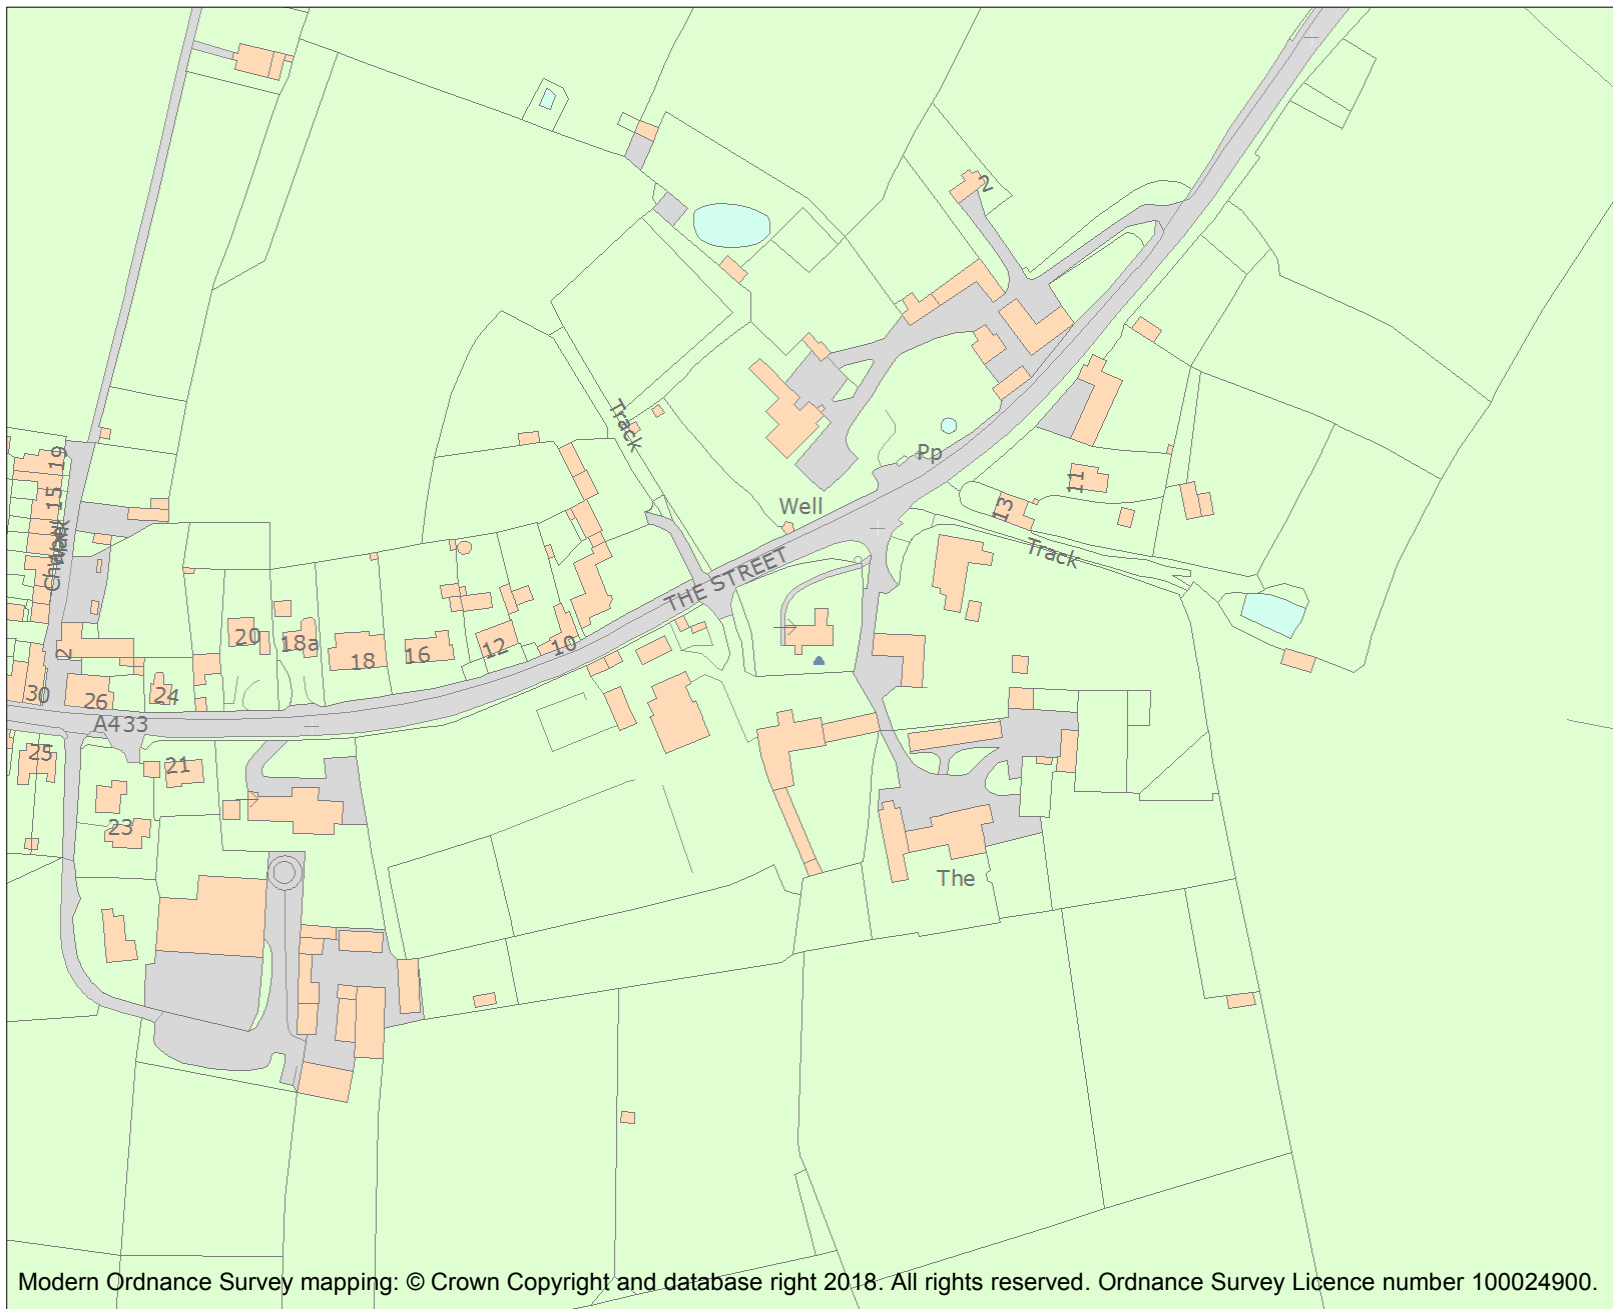 2
Track
19
15
Pp
11
Well
13
Track
THE STREET
20
18a
18
16
12
10
2
30
26
24
A433
25
21
23
The
Modern Ordnance Survey mapping: © Crown Copyright and database right 2018. All rights reserved. Ordnance Survey Licence number 100024900.